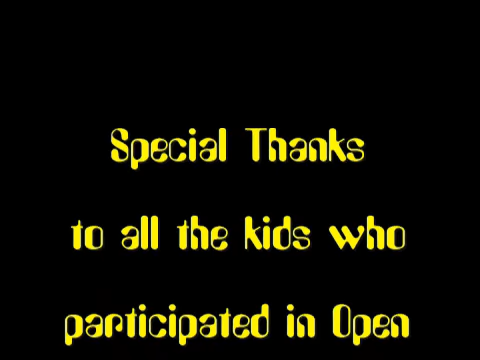 Special Thanks
to all the kids who
participated in Open